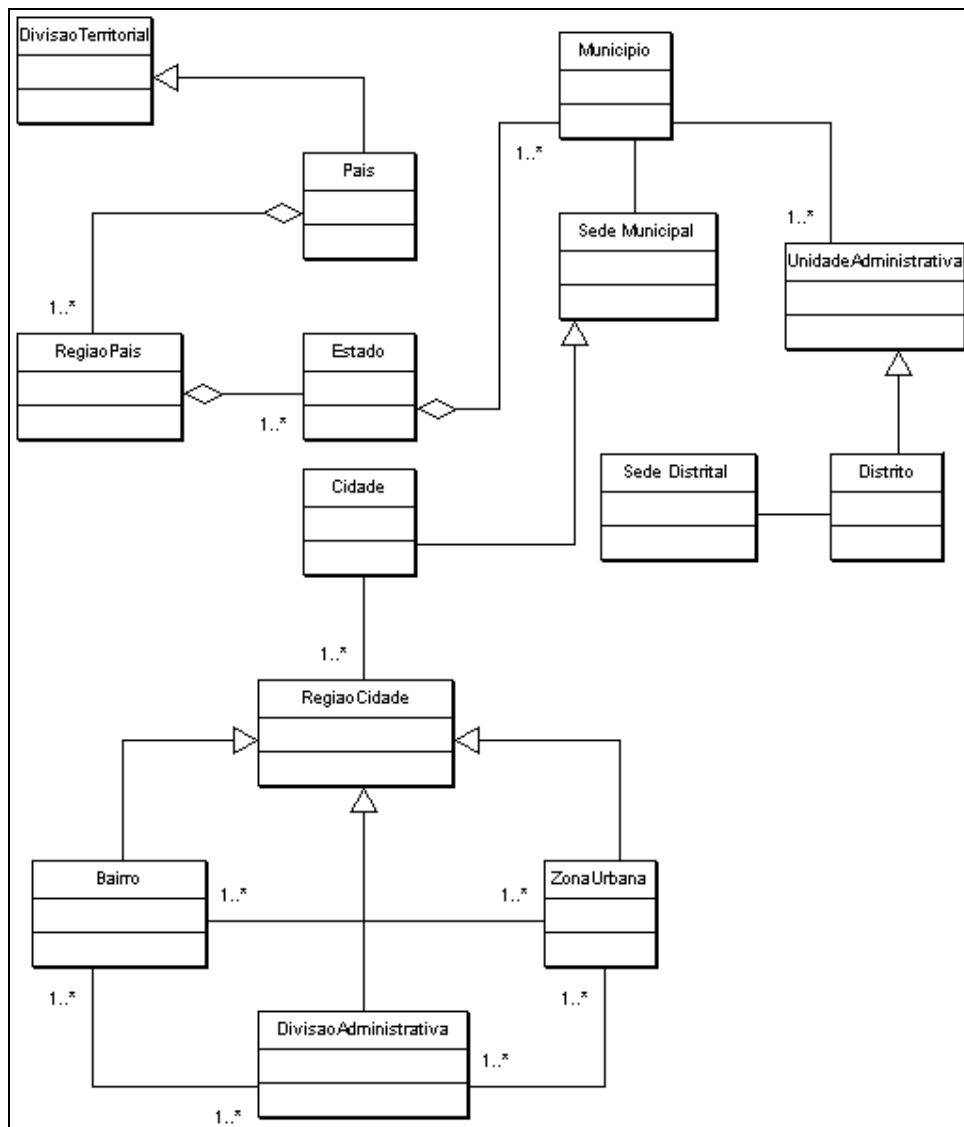 DivisaoTerritorial
Municipio
1..*
Pais
1..*
Sede Municipal
UnidadeAdministrativa
1..*
RegiaoPais
Estado
1..*
Cidade
Sede Distrital
Distrito
1..*
RegiaoCidade
Bairro
ZonaUrbana
1..*
1..*
1..*
1..*
DivisaoAdministrativa
1..*
1..*